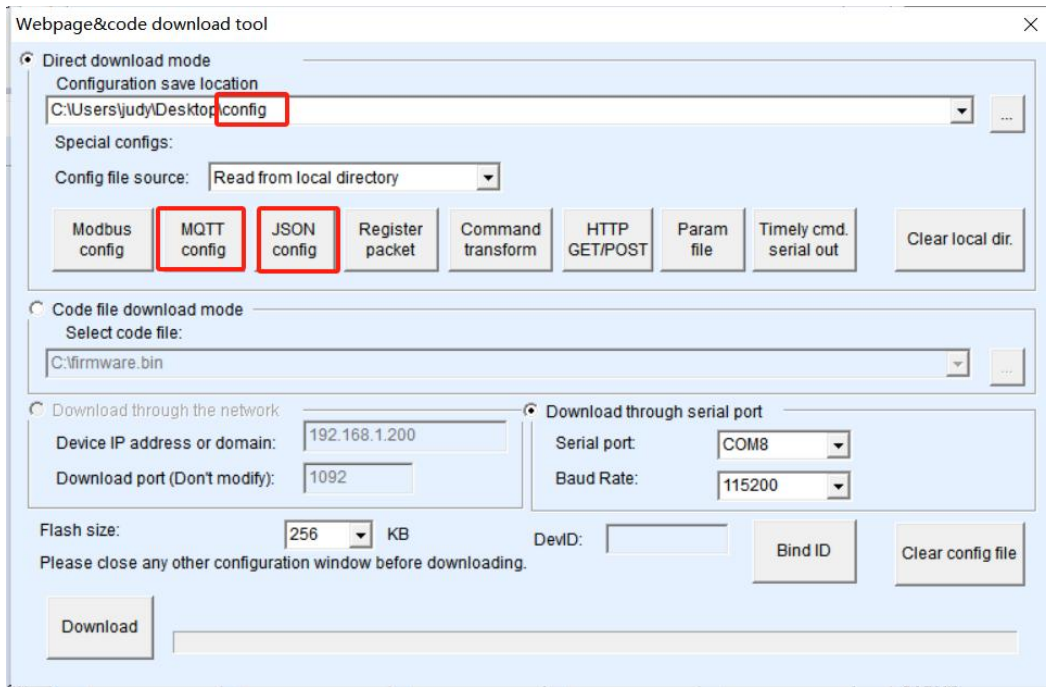 Webpage&code download tool
Direct download mode
Configuration save location
C:\Users\judy\Desktop\config
...
Special configs:
Config file source: Read from local directory
Modbus config
MQTT config
JSON config
Register packet
Command transform
HTTP GET/POST
Param file
Timely cmd. serial out
Clear local dir.
Code file download mode
Select code file:
C:\firmware.bin
...
Download through the network
Device IP address or domain: 192.168.1.200
Download port (Don't modify): 1092
Download through serial port
Serial port: COM8
Baud Rate: 115200
Flash size: 256 KB
DevID:
Bind ID
Clear config file
Please close any other configuration window before downloading.
Download